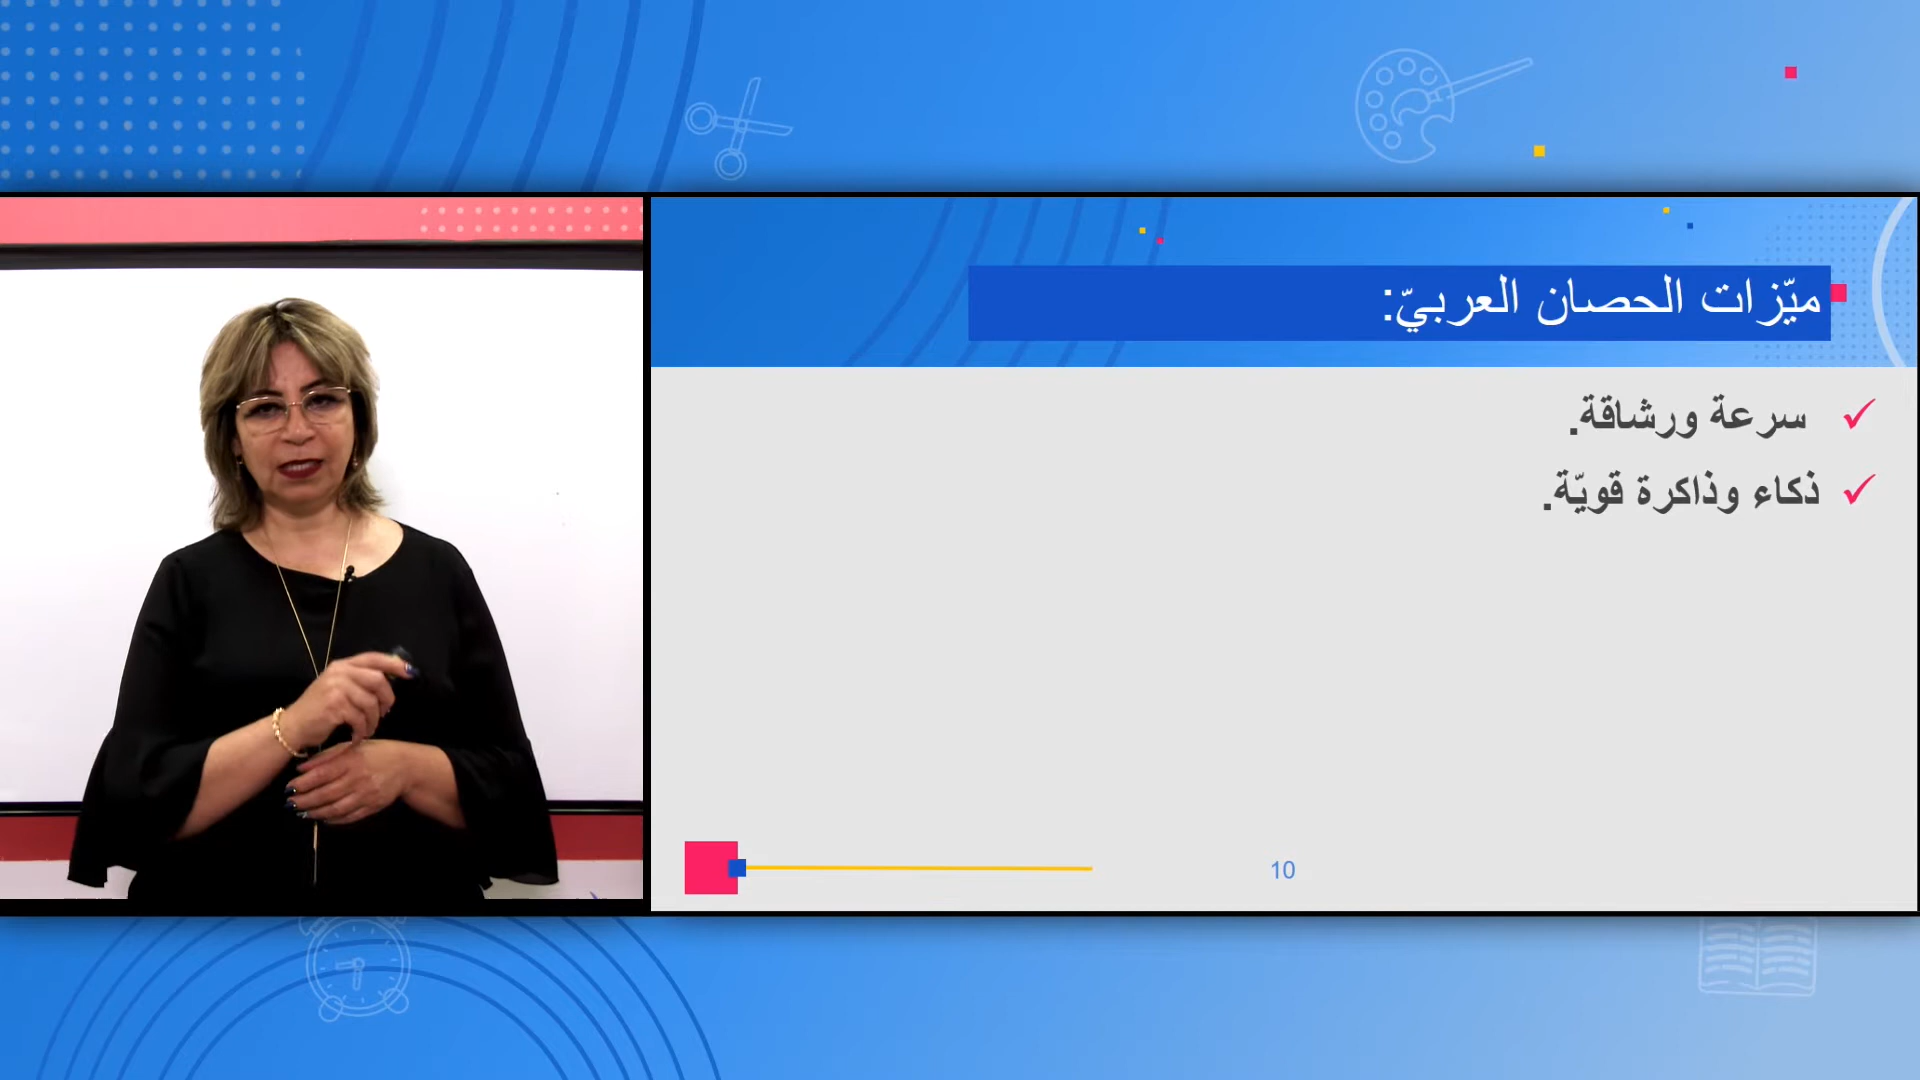 ميّزات الحصان العربيّ:
✓ سرعة ورشاقة.
✓ ذكاء وذاكرة قويّة.
10